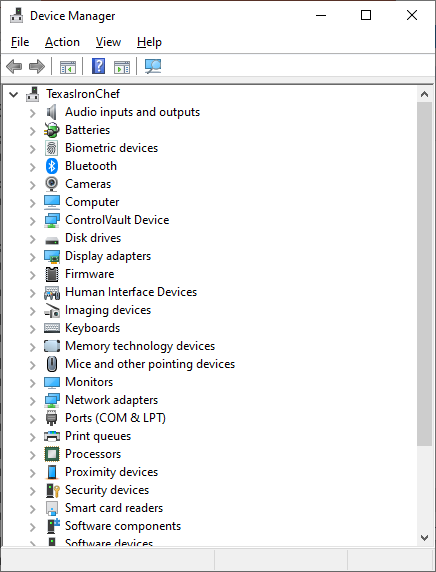 Device Manager
File Action View Help
TexasIronChef
Audio inputs and outputs
Batteries
Biometric devices
Bluetooth
Cameras
Computer
ControlVault Device
Disk drives
Display adapters
Firmware
Human Interface Devices
Imaging devices
Keyboards
Memory technology devices
Mice and other pointing devices
Monitors
Network adapters
Ports (COM & LPT)
Print queues
Processors
Proximity devices
Security devices
Smart card readers
Software components
Software devices